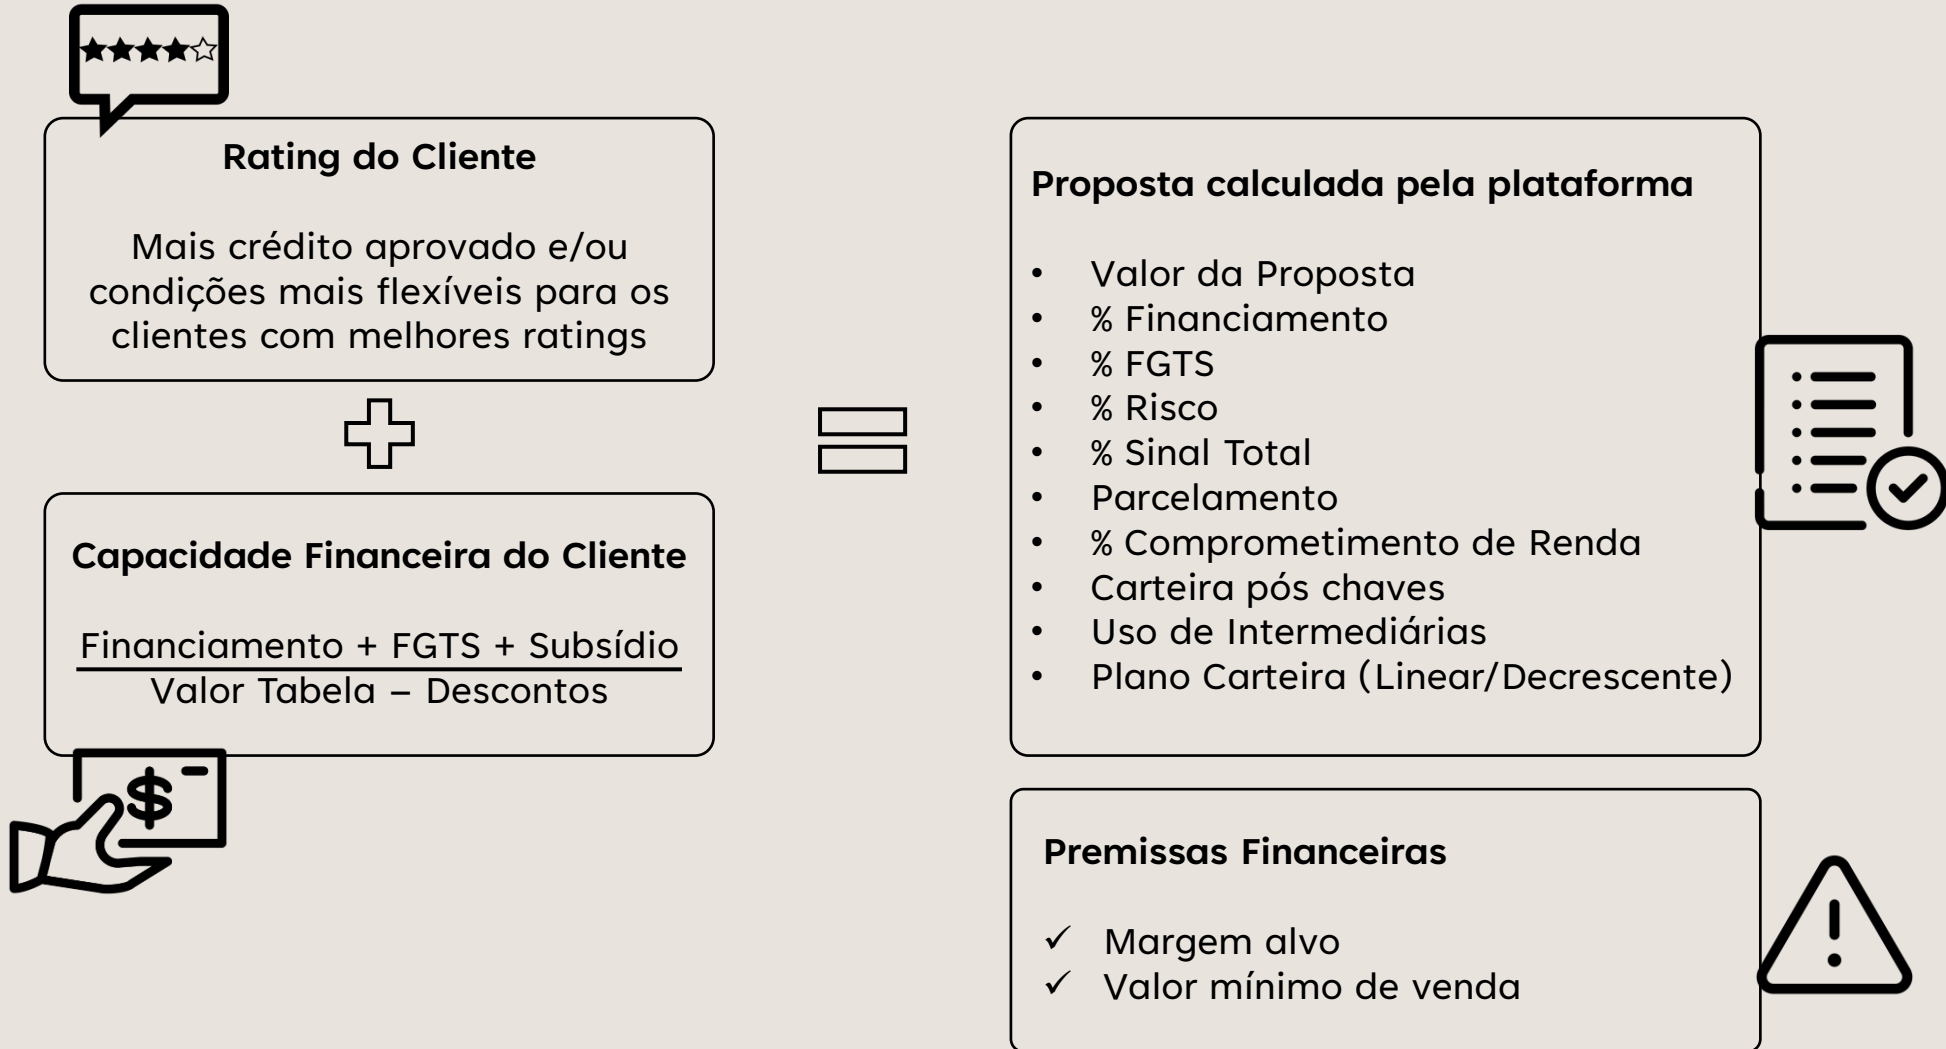 Rating do Cliente
Mais crédito aprovado e/ou
condições mais flexíveis para os
clientes com melhores ratings
Capacidade Financeira do Cliente
Financiamento + FGTS + Subsídio
Valor Tabela – Descontos
Proposta calculada pela plataforma
• Valor da Proposta
• % Financiamento
• % FGTS
• % Risco
• % Sinal Total
• Parcelamento
• % Comprometimento de Renda
• Carteira pós chaves
• Uso de Intermediárias
• Plano Carteira (Linear/Decrescente)
Premissas Financeiras
✓ Margem alvo
✓ Valor mínimo de venda